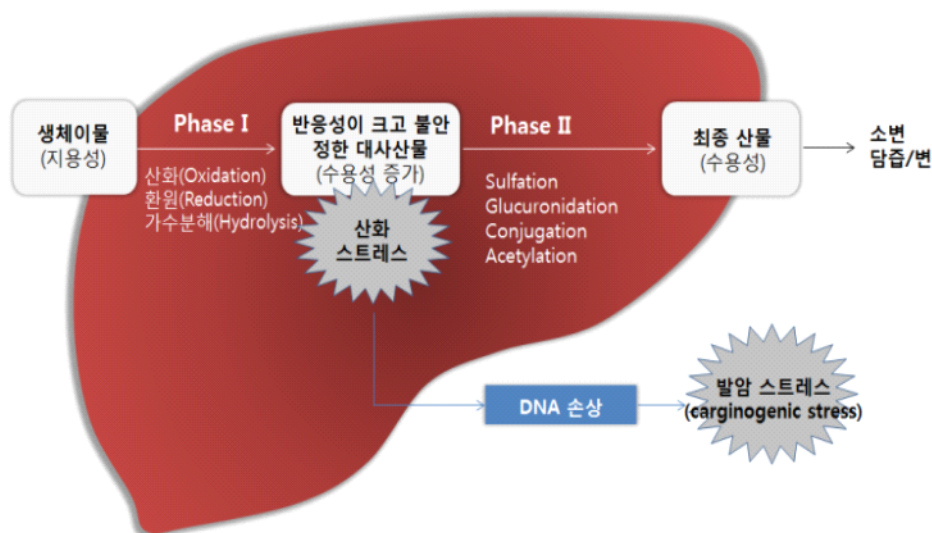 생체이물
(지용성)
Phase I
산화(Oxidation)
환원(Reduction)
가수분해(Hydrolysis)
반응성이 크고 불안
정한 대사산물
(수용성 증가)
산화
스트레스
Phase II
Sulfation
Glucuronidation
Conjugation
Acetylation
최종 산물
(수용성)
소변
담즙/변
DNA 손상
발암 스트레스
(carginogenic stress)